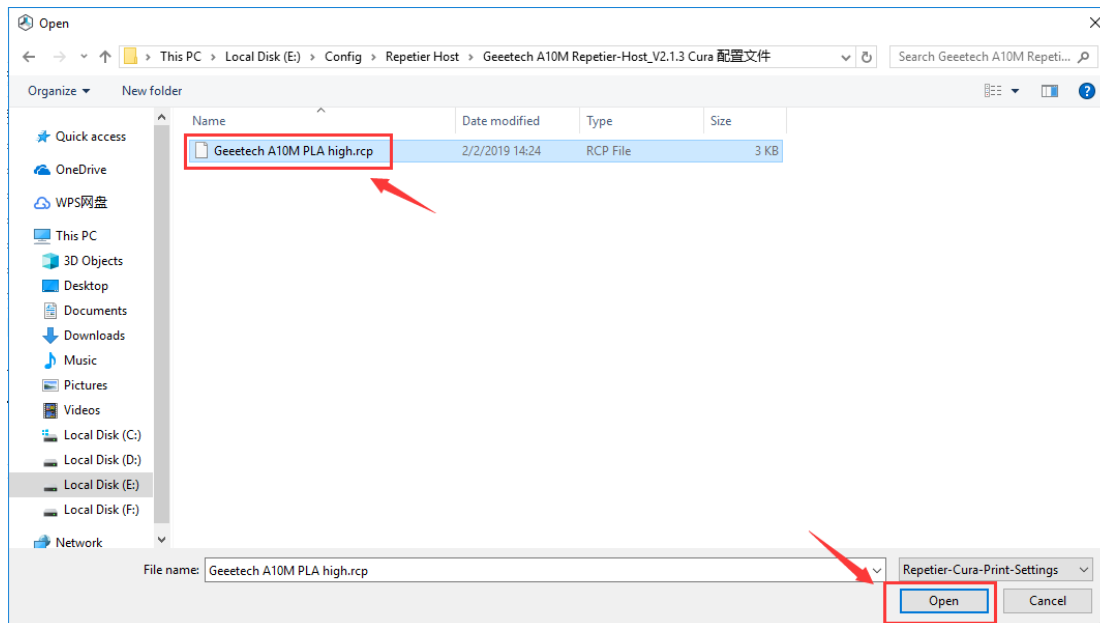 Open
This PC > Local Disk (E:) > Config > Repetier Host > Geeetech A10M Repetier-Host_V2.1.3 Cura 配置文件
Search Geeetech A10M Repeti...
Organize
New folder
Name
Date modified
Type
Size
Geeetech A10M PLA high.rcp
2/2/2019 14:24
RCP File
3 KB
Quick access
OneDrive
WPS网盘
This PC
3D Objects
Desktop
Documents
Downloads
Music
Pictures
Videos
Local Disk (C:)
Local Disk (D:)
Local Disk (E:)
Local Disk (F:)
Network
File name:
Geeetech A10M PLA high.rcp
Repetier-Cura-Print-Settings
Open
Cancel